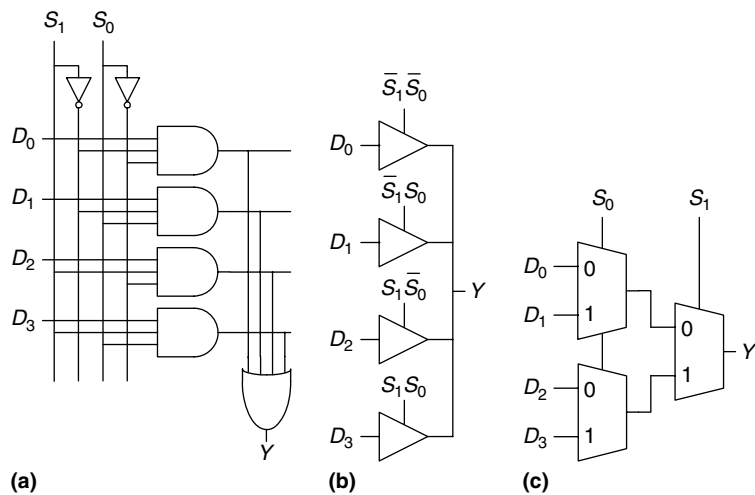 S₁ S₀
D₀
D₁
D₂
D₃
Y
(a)
S̅₁S̅₀
D₀
S̅₁S₀
D₁
S₁S̅₀
Y
D₂
S₁S₀
D₃
(b)
S₀ S₁
D₀ 0
D₁ 1
0
Y
1
D₂ 0
D₃ 1
(c)